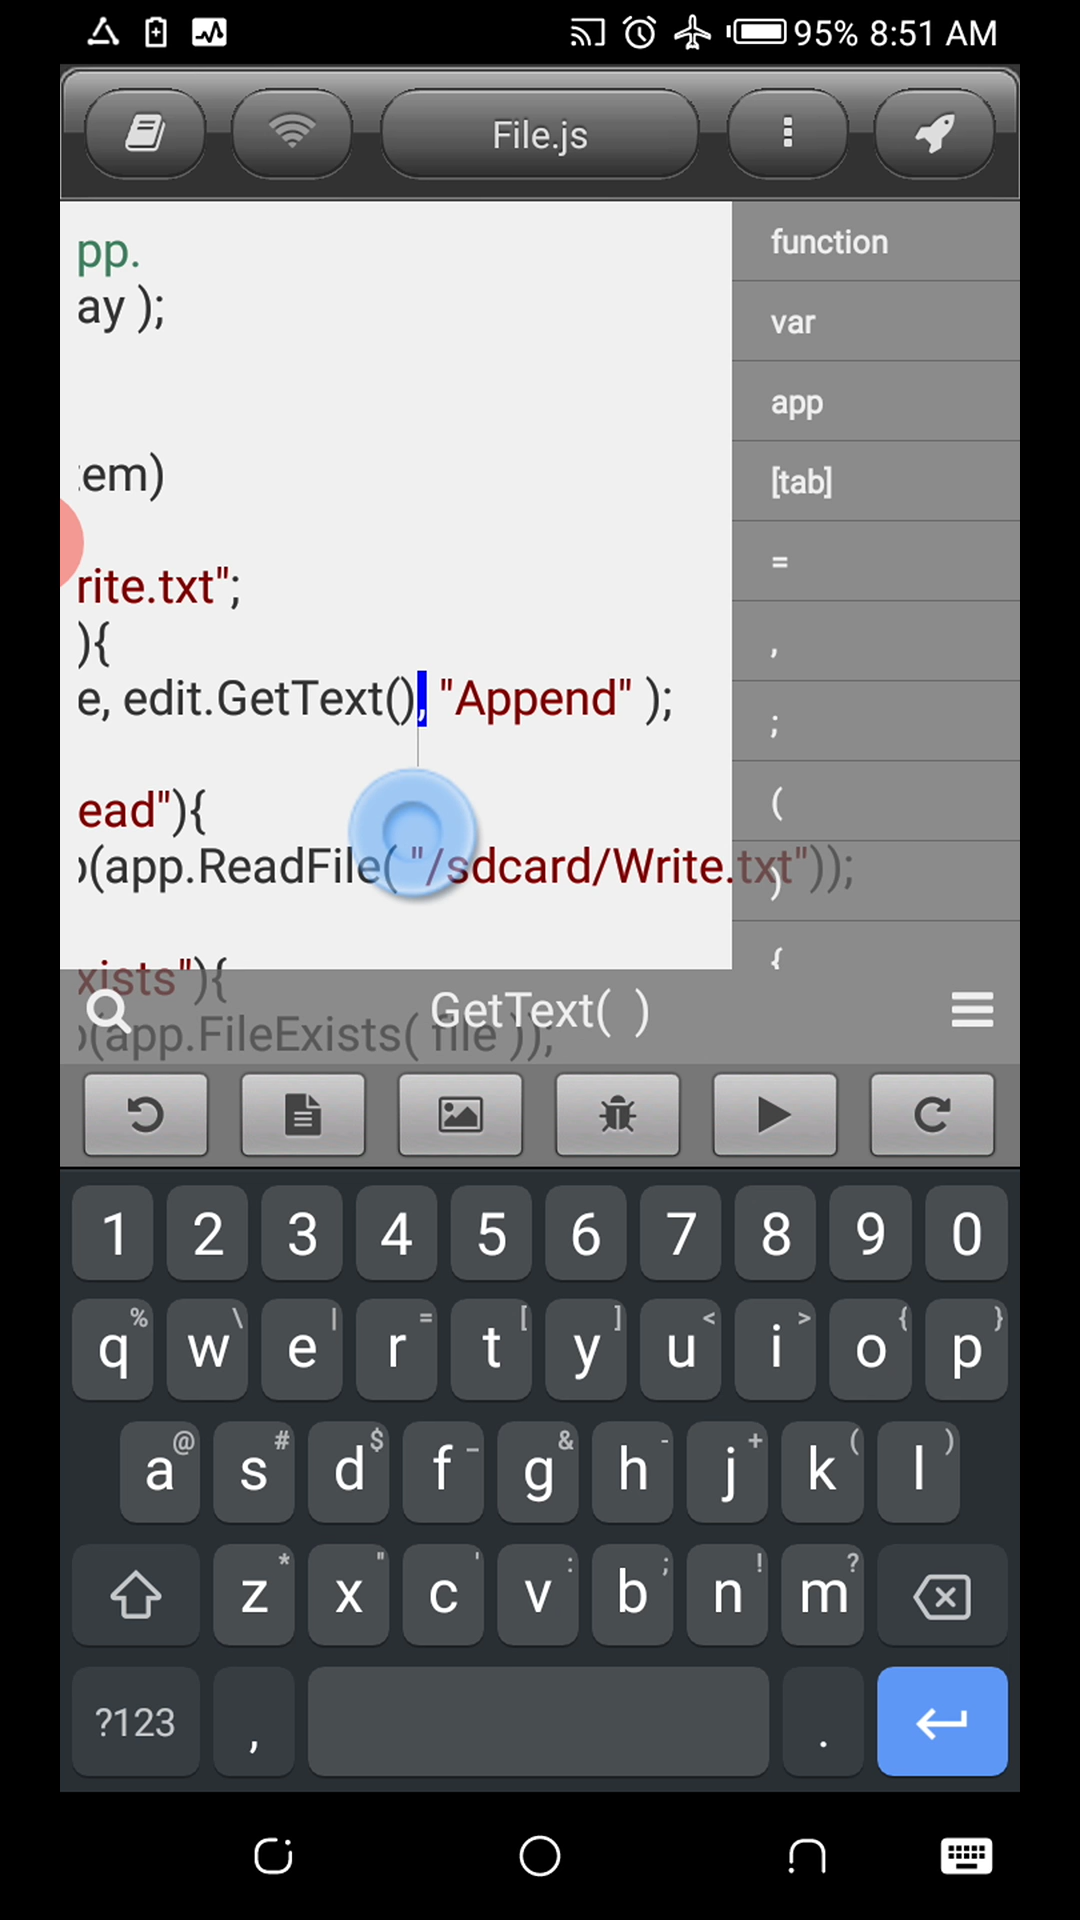 95% 8:51 AM
File.js
pp.
ay );
em)
rite.txt";
){
e, edit.GetText(), "Append" );
ead"){
(app.ReadFile( "/sdcard/Write.txt"));
xists"){
(app.FileExists( file ));
function
var
app
[tab]
=
,
;
(
)
{
GetText( )
1 2 3 4 5 6 7 8 9 0
% \ | = [ ] < > { }
q w e r t y u i o p
@ # $ _ & - + ( )
a s d f g h j k l
* " ' : ; ! ?
z x c v b n m
?123 , .